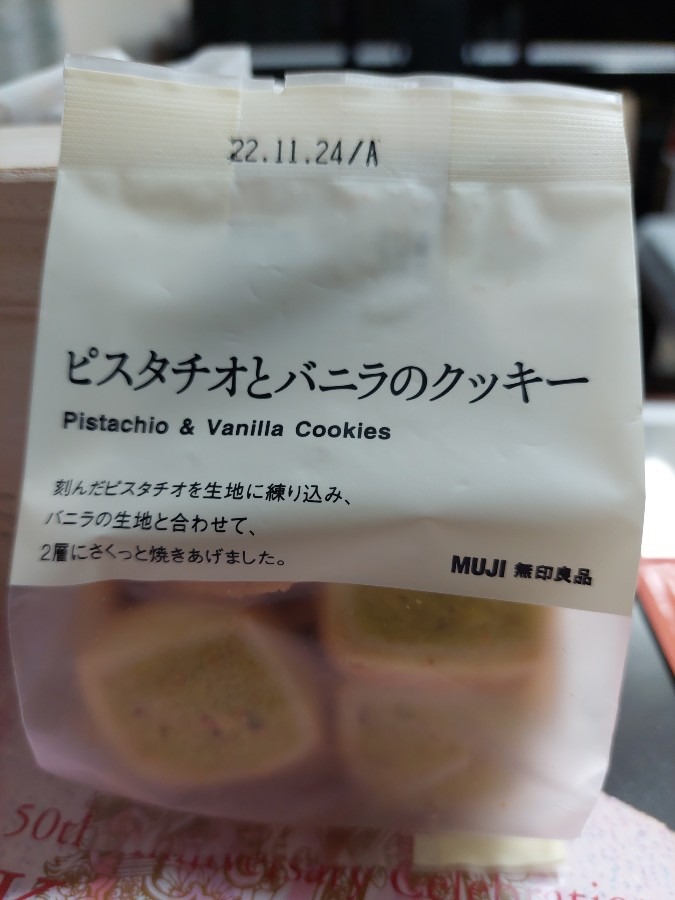 22.11.24/A
ピスタチオとバニラのクッキー
Pistachio & Vanilla Cookies
刻んだピスタチオを生地に練り込み、
バニラの生地と合わせて、
2層にさくっと焼きあげました。
MUJI 無印良品
50th Anniversary Celebration